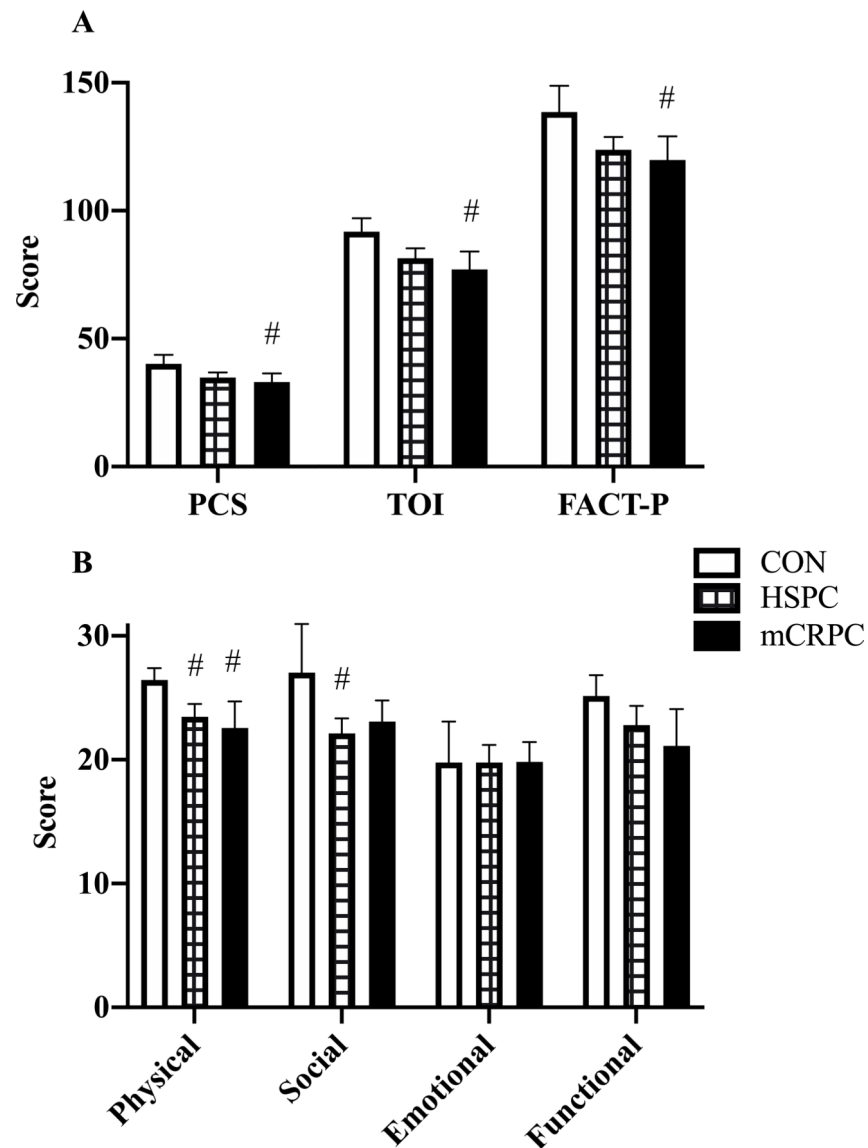 A
150
#
100
#
Score
50
#
0
PCS TOI FACT-P
B
CON
HSPC
mCRPC
30
# # #
20
Score
10
0
Physical Social Emotional Functional